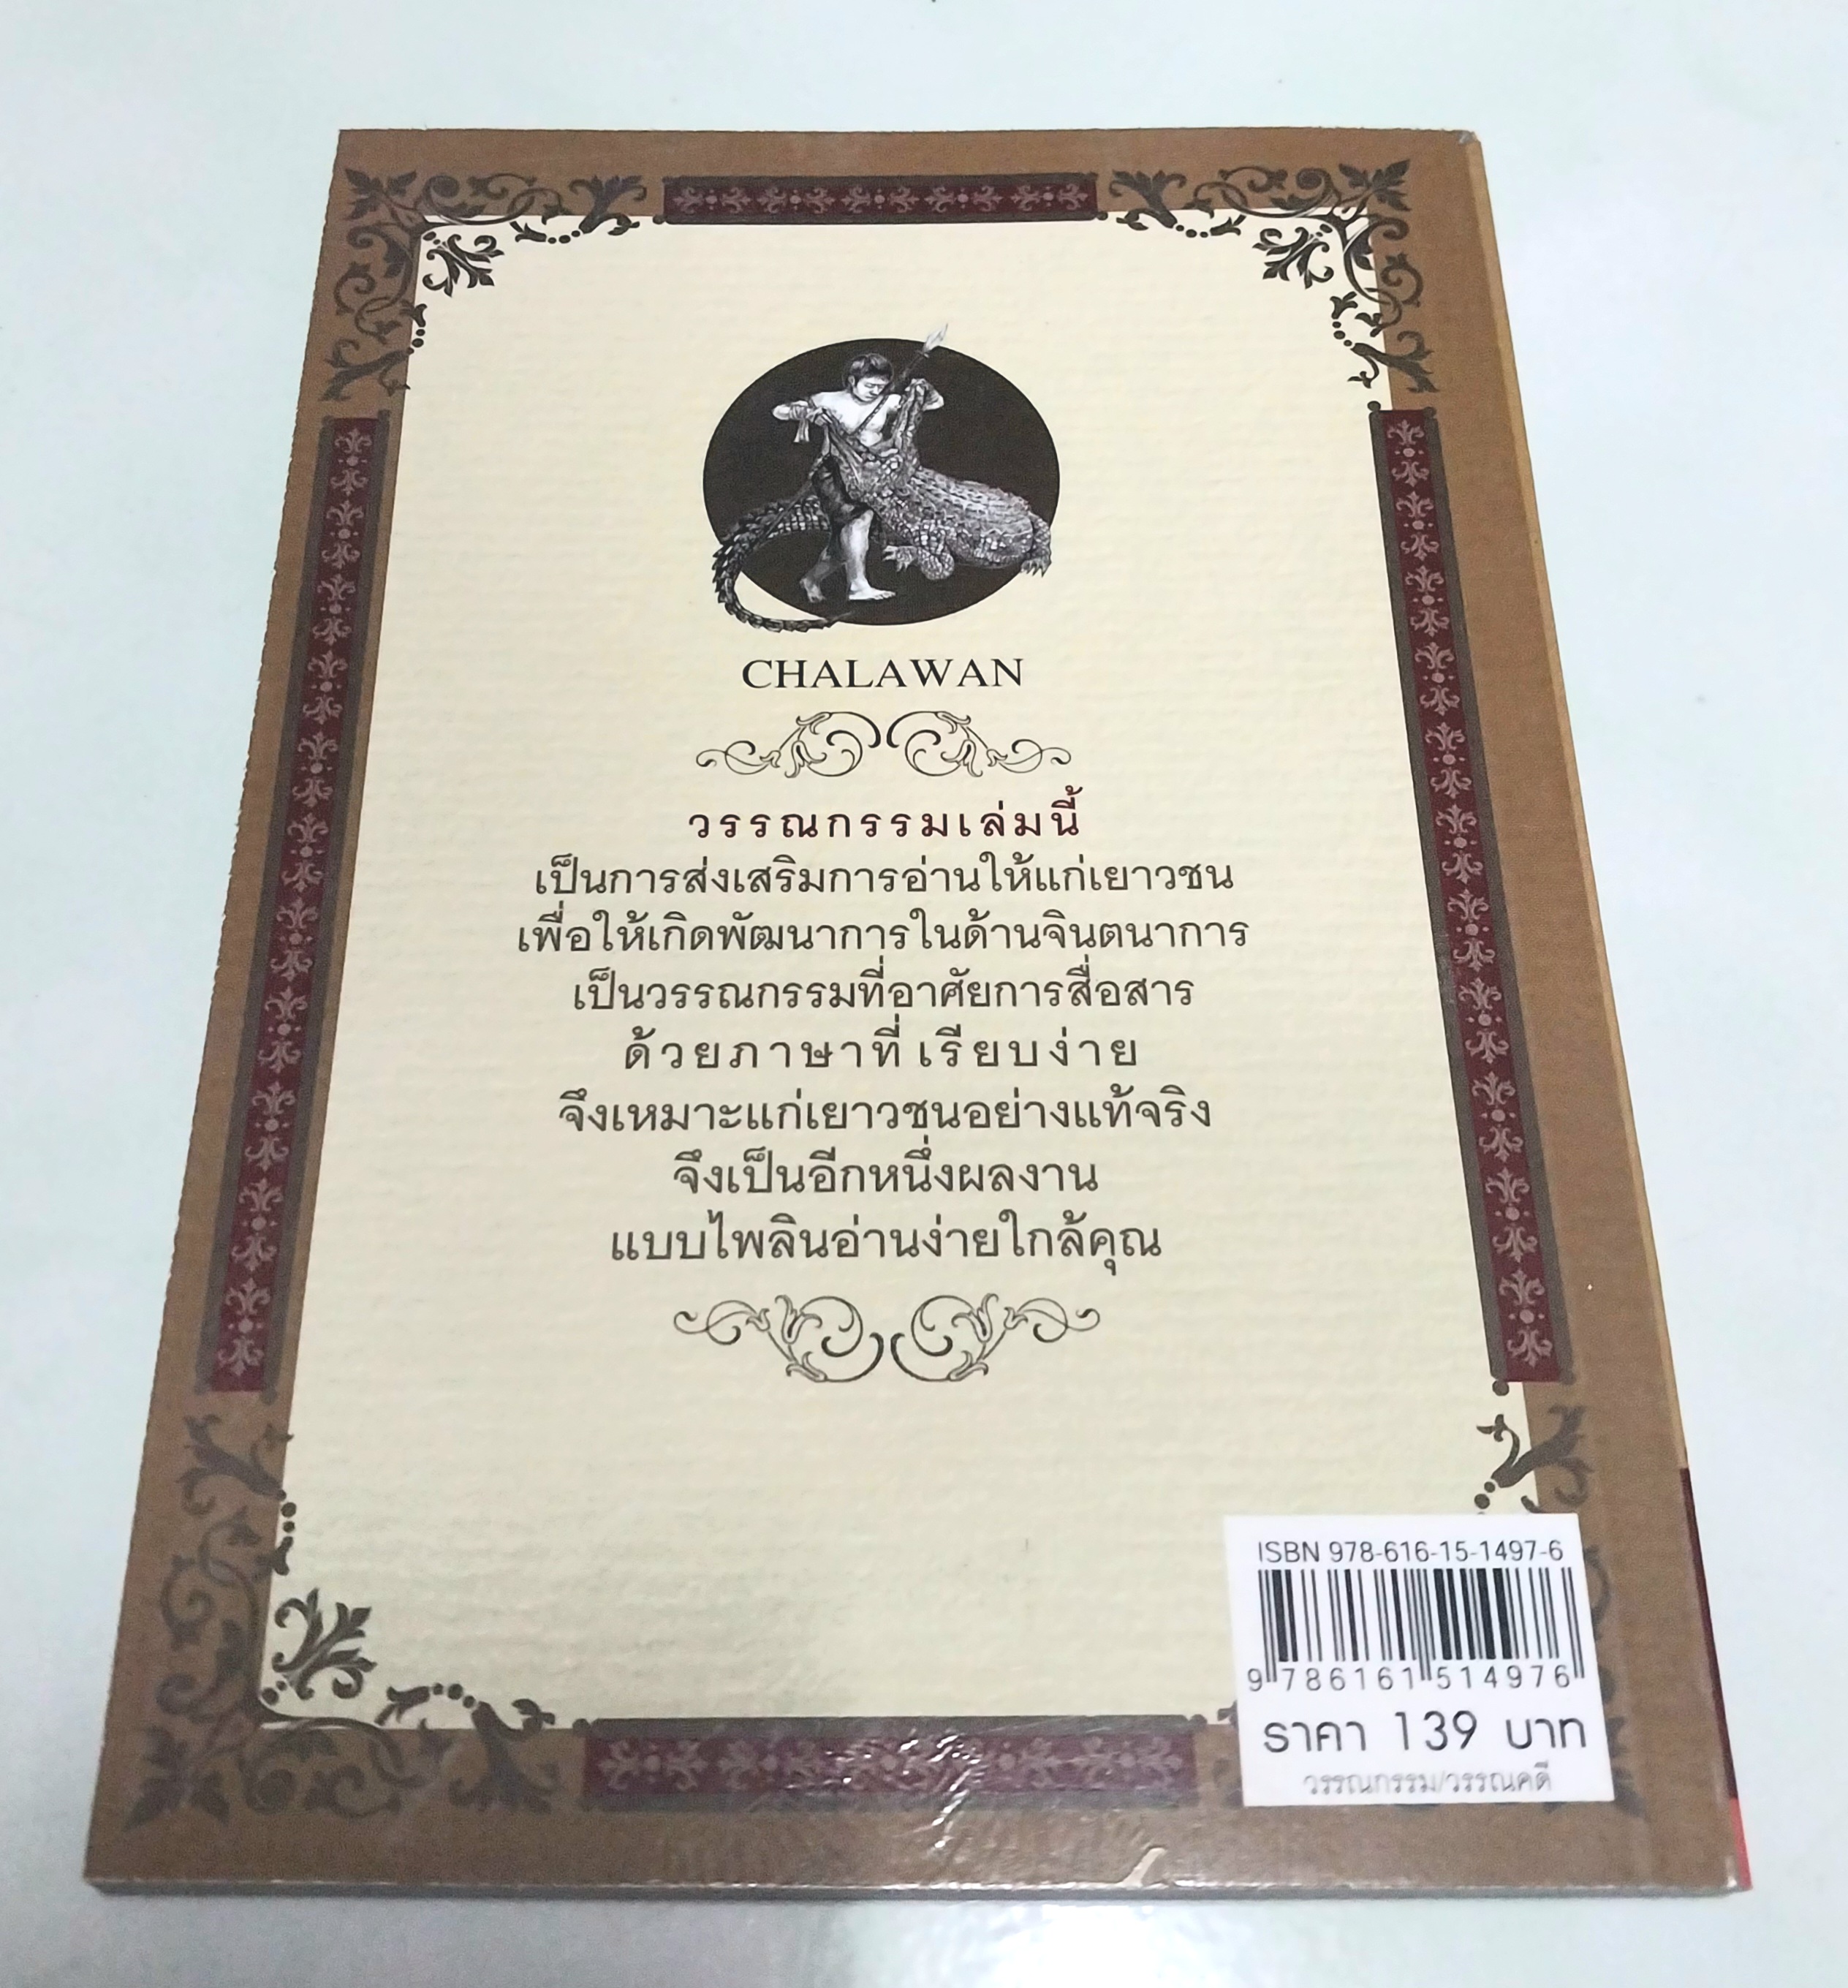 CHALAWAN
วรรณกรรมเล่มนี้
เป็นการส่งเสริมการอ่านให้แก่เยาวชน
เพื่อให้เกิดพัฒนาการในด้านจินตนาการ
เป็นวรรณกรรมที่อาศัยการสื่อสาร
ด้วยภาษาที่เรียบง่าย
จึงเหมาะแก่เยาวชนอย่างแท้จริง
จึงเป็นอีกหนึ่งผลงาน
แบบไพลินอ่านง่ายใกล้คุณ
ISBN 978-616-15-1497-6
9 786161 514976
ราคา 139 บาท
วรรณกรรม/วรรณคดี